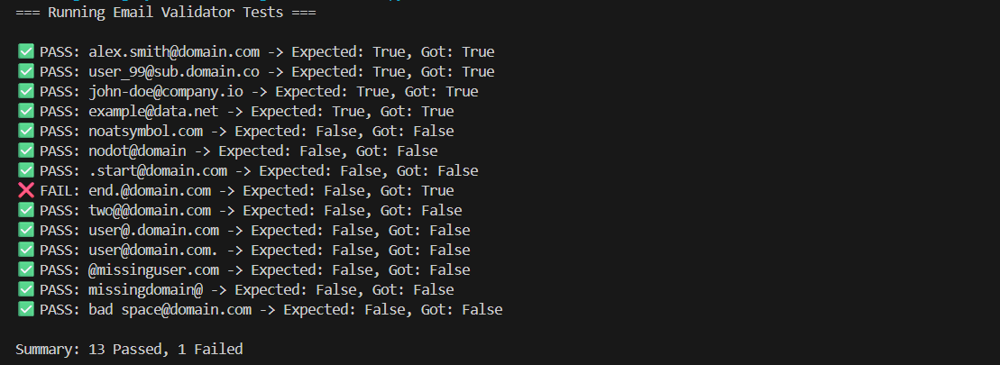 === Running Email Validator Tests ===
✅ PASS: alex.smith@domain.com -> Expected: True, Got: True
✅ PASS: user_99@sub.domain.co -> Expected: True, Got: True
✅ PASS: john-doe@company.io -> Expected: True, Got: True
✅ PASS: example@data.net -> Expected: True, Got: True
✅ PASS: noatsymbol.com -> Expected: False, Got: False
✅ PASS: nodot@domain -> Expected: False, Got: False
✅ PASS: .start@domain.com -> Expected: False, Got: False
❌ FAIL: end.@domain.com -> Expected: False, Got: True
✅ PASS: two@@domain.com -> Expected: False, Got: False
✅ PASS: user@.domain.com -> Expected: False, Got: False
✅ PASS: user@domain.com. -> Expected: False, Got: False
✅ PASS: @missinguser.com -> Expected: False, Got: False
✅ PASS: missingdomain@ -> Expected: False, Got: False
✅ PASS: bad space@domain.com -> Expected: False, Got: False
Summary: 13 Passed, 1 Failed